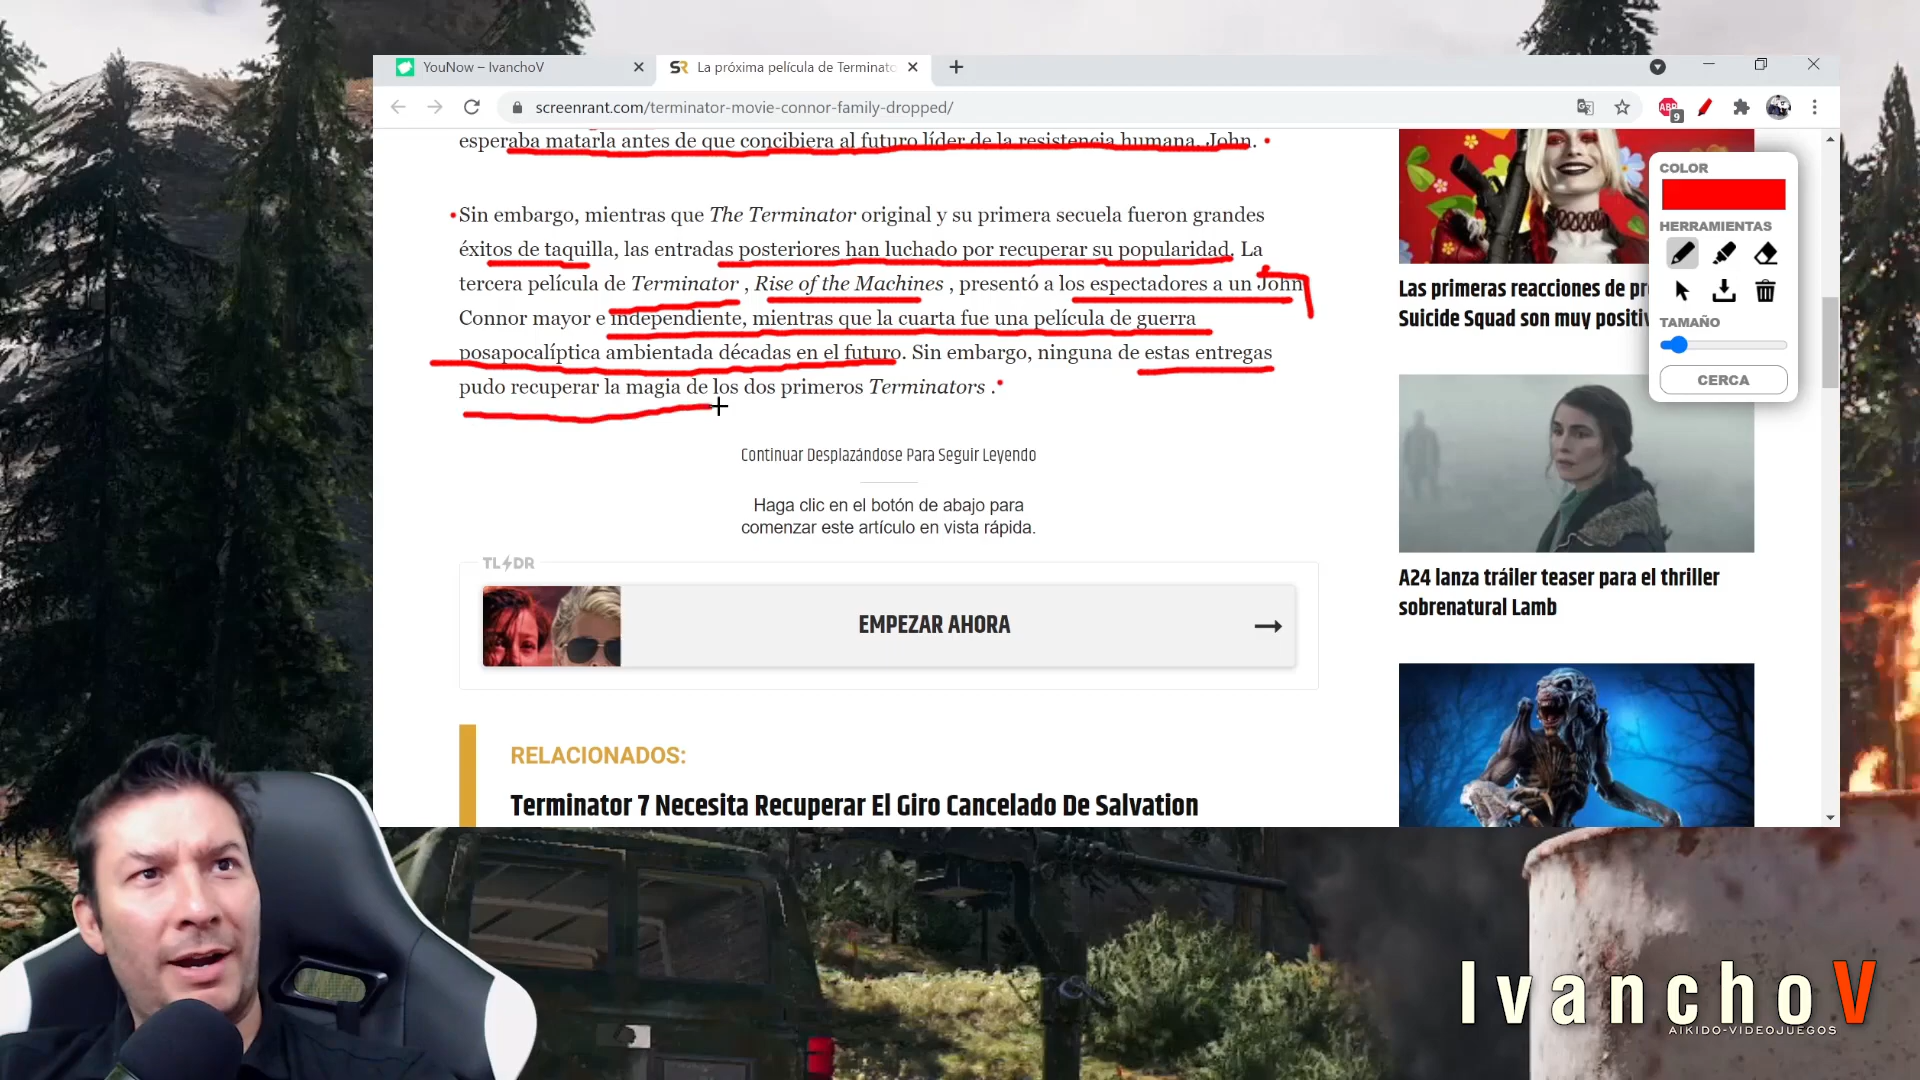 YouNow – IvanchoV
SR
La próxima película de Terminato
screenrant.com/terminator-movie-connor-family-dropped/
ABP
9
esperaba matarla antes de que concibiera al futuro líder de la resistencia humana, John.
Sin embargo, mientras que The Terminator original y su primera secuela fueron grandes
éxitos de taquilla, las entradas posteriores han luchado por recuperar su popularidad. La
tercera película de Terminator , Rise of the Machines , presentó a los espectadores a un John
Connor mayor e independiente, mientras que la cuarta fue una película de guerra
posapocalíptica ambientada décadas en el futuro. Sin embargo, ninguna de estas entregas
pudo recuperar la magia de los dos primeros Terminators .
Continuar Desplazándose Para Seguir Leyendo
Haga clic en el botón de abajo para
comenzar este artículo en vista rápida.
TL DR
EMPEZAR AHORA
RELACIONADOS:
Terminator 7 Necesita Recuperar El Giro Cancelado De Salvation
Las primeras reacciones de
Suicide Squad son muy
A24 lanza tráiler teaser para el thriller
sobrenatural Lamb
COLOR
HERRAMIENTAS
TAMAÑO
CERCA
IvanchoV
AIKIDO-VIDEOJUEGOS